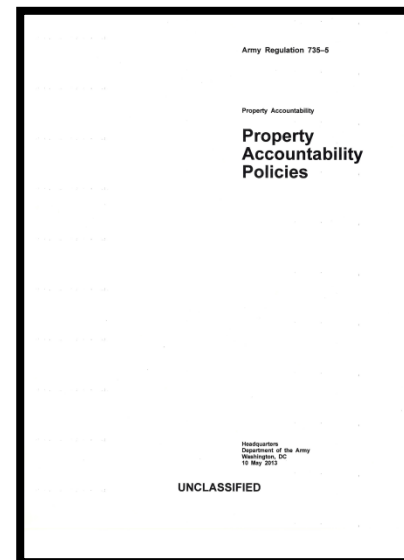 Army Regulation 735–5
Property Accountability
Property
Accountability
Policies
Headquarters
Department of the Army
Washington, DC
10 May 2013
UNCLASSIFIED